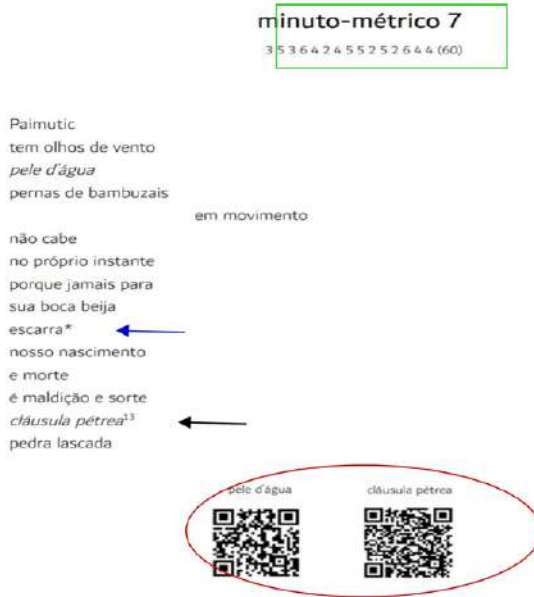 minuto-métrico 7
3 5 3 6 4 2 4 5 5 2 5 2 6 4 4 (60)
Paimutic
tem olhos de vento
pele d'água
pernas de bambuzais
em movimento
não cabe
no próprio instante
porque jamais para
sua boca beija
escarra*
nosso nascimento
e morte
é maldição e sorte
cláusula pétrea¹³
pedra lascada
pele d'água
cláusula pétrea